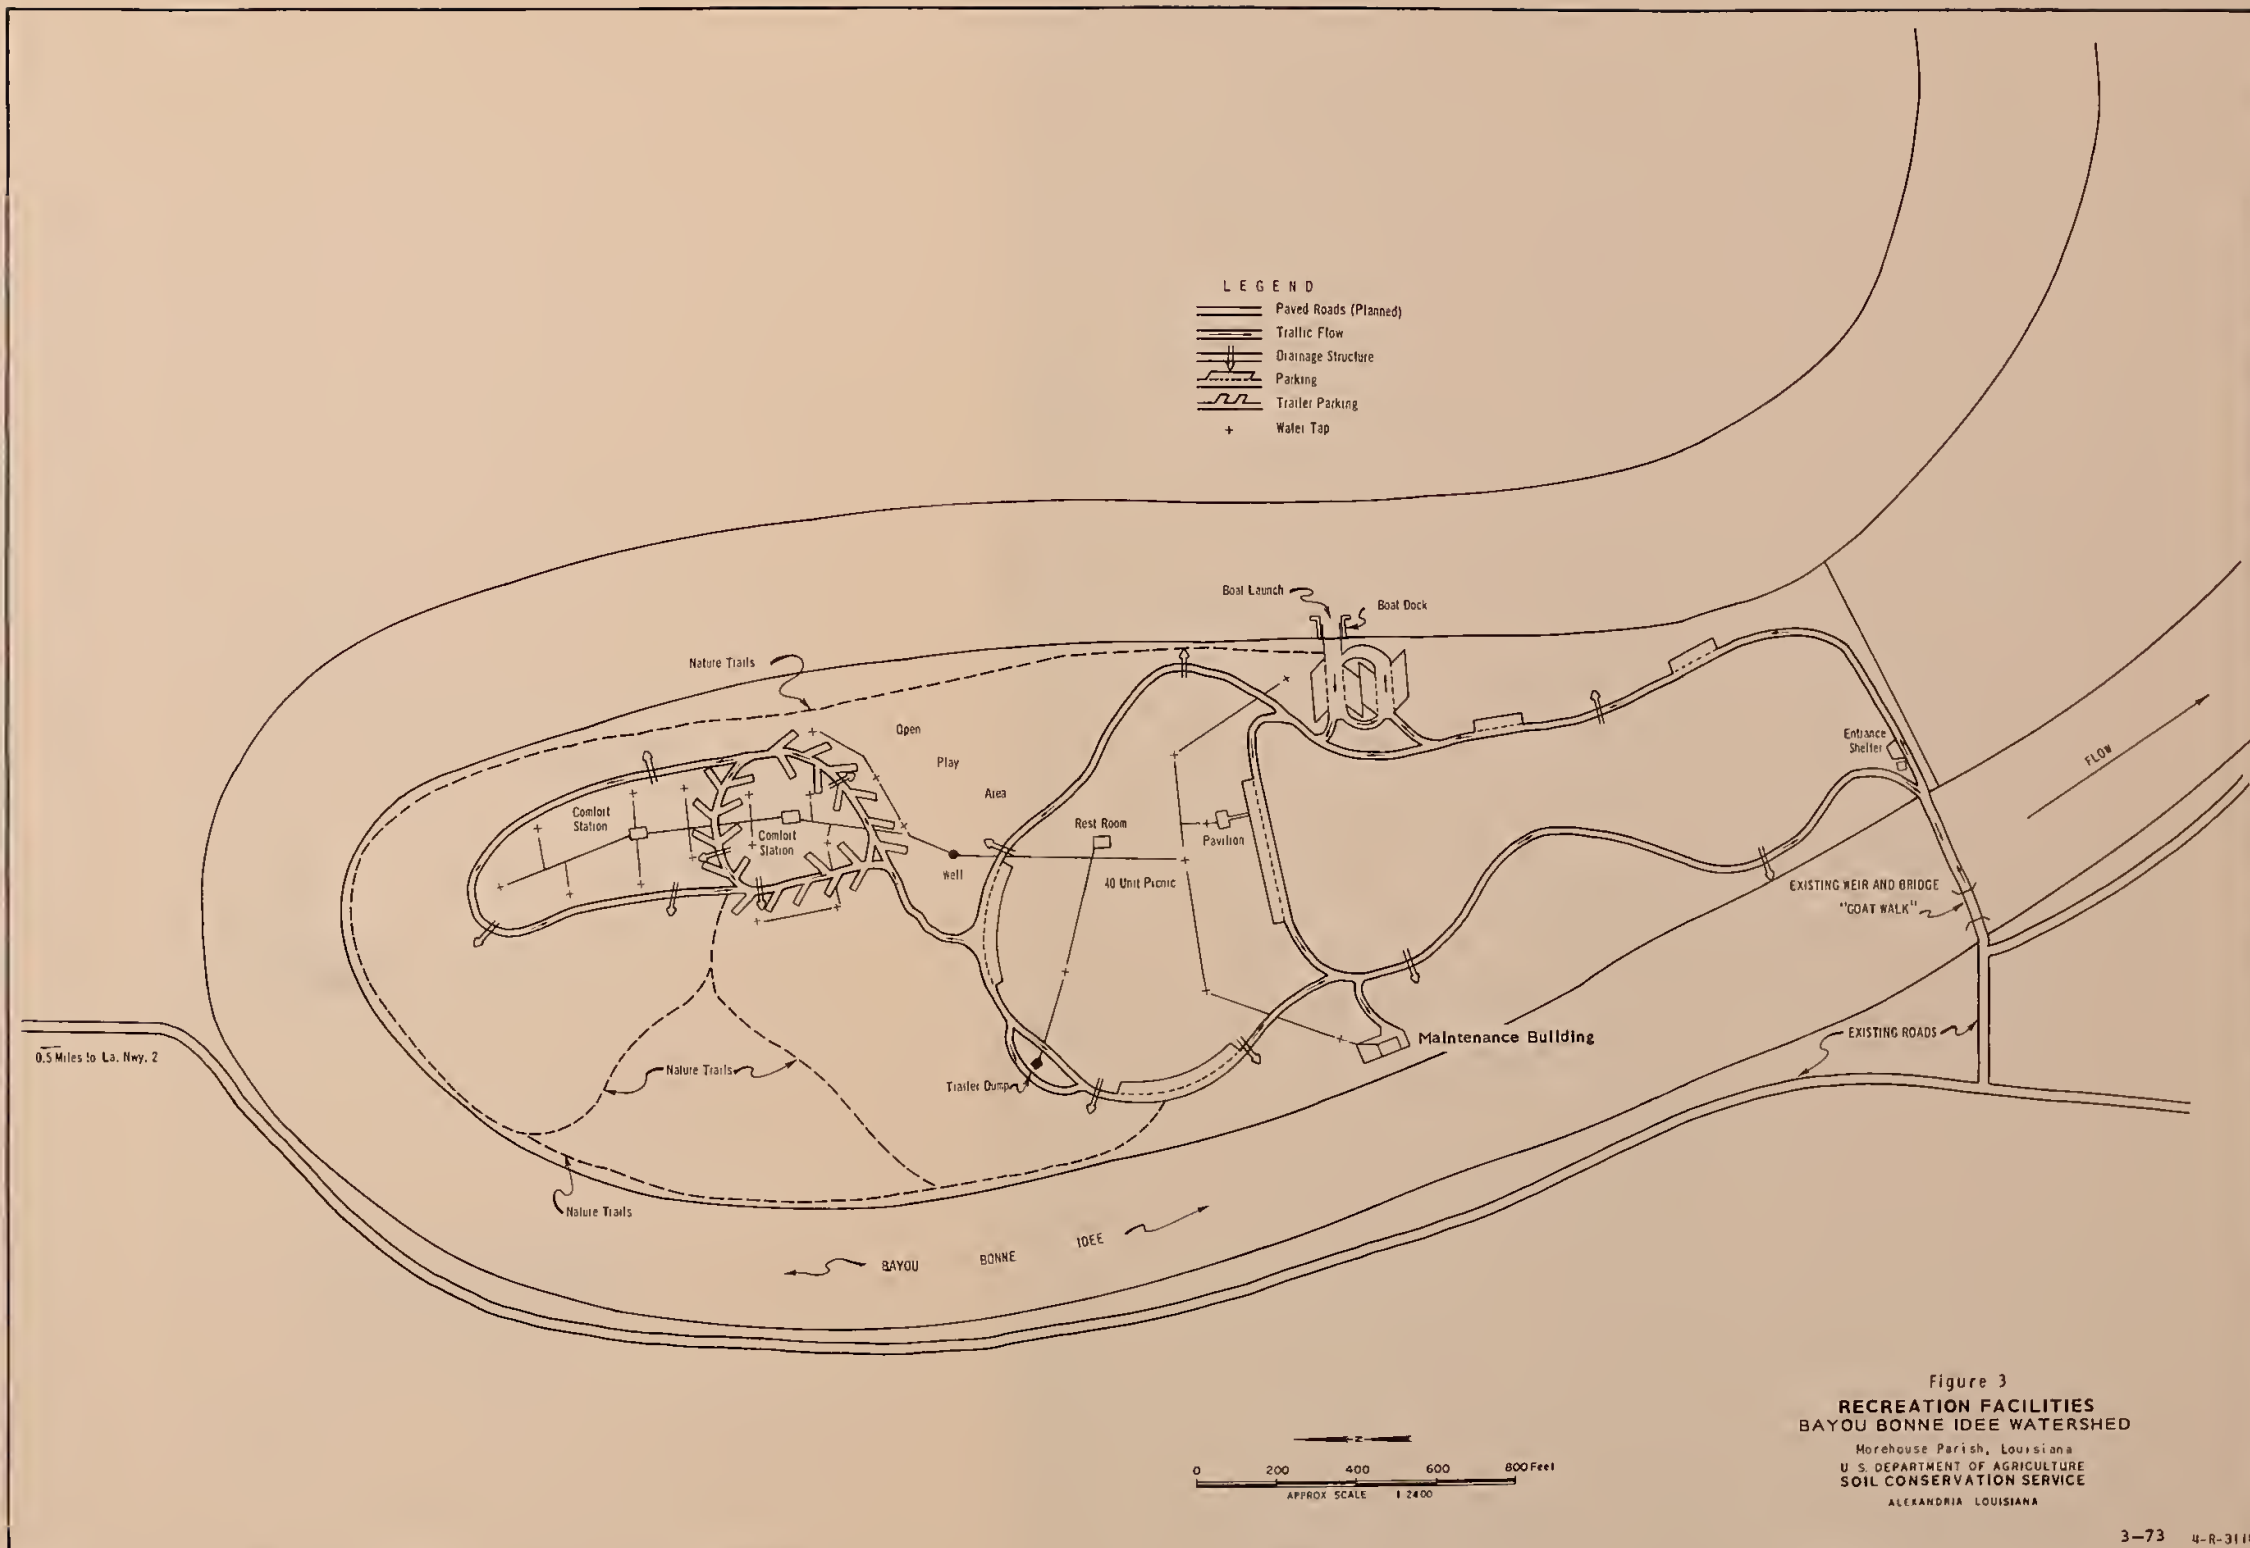 LEGEND
Paved Roads (Planned)
Traffic Flow
Drainage Structure
Parking
Trailer Parking
+ Water Tap
Boat Launch
Boat Dock
Nature Trails
Open
Play
Area
Entrance
Shelter
FLOW
Comfort
Station
Comfort
Station
Rest Room
Pavilion
Well
40 Unit Picnic
EXISTING WEIR AND BRIDGE
"GOAT WALK"
Maintenance Building
EXISTING ROADS
0.5 Miles to La. Hwy. 2
Nature Trails
Trailer Dump
Nature Trails
BAYOU BONNE IDEE
Figure 3
RECREATION FACILITIES
BAYOU BONNE IDEE WATERSHED
Morehouse Parish, Louisiana
U S. DEPARTMENT OF AGRICULTURE
SOIL CONSERVATION SERVICE
ALEXANDRIA LOUISIANA
Z
0 200 400 600 800 Feet
APPROX SCALE 1 2400
3-73